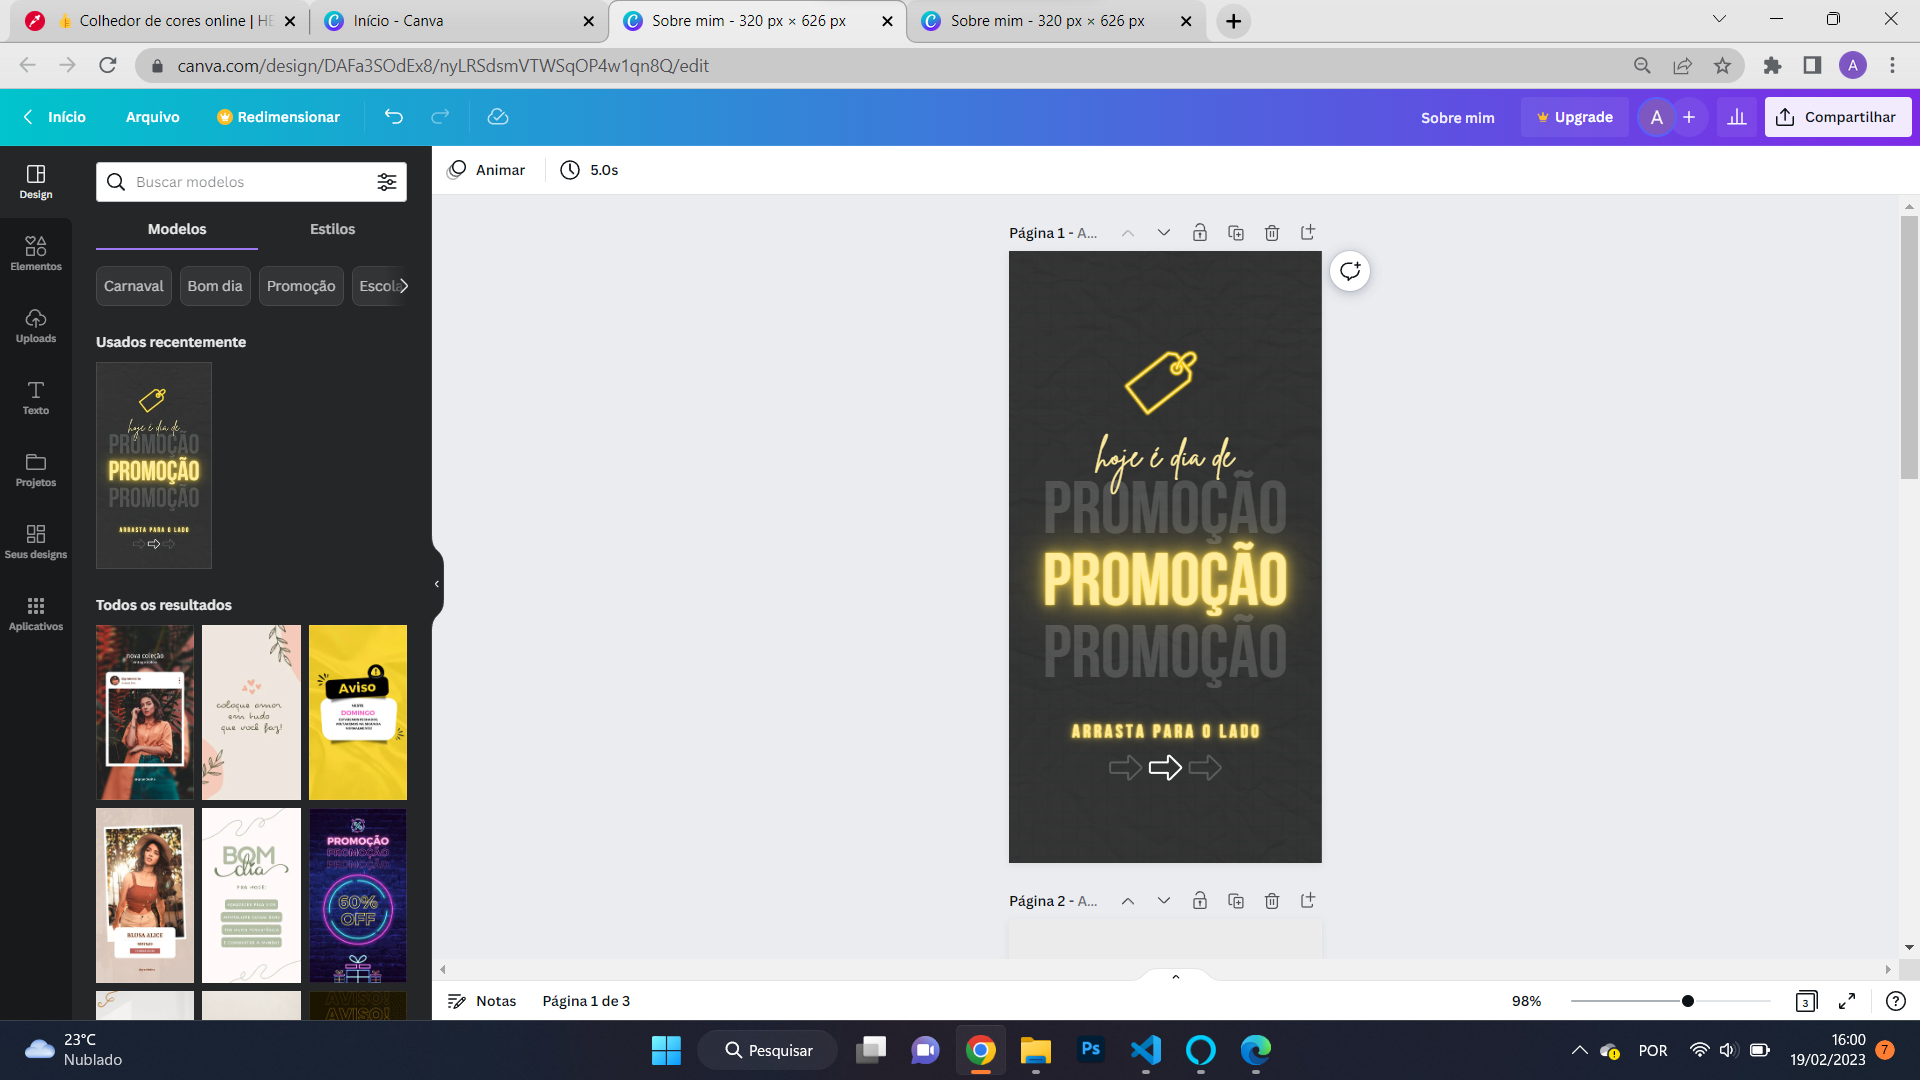 Colhedor de cores online | HE
Início - Canva
Sobre mim - 320 px × 626 px
Sobre mim - 320 px × 626 px
canva.com/design/DAFa3SOdEx8/nyLRSdsmVTWSqOP4w1qn8Q/edit
A
Início
Arquivo
Redimensionar
Sobre mim
Upgrade
A
Compartilhar
Design
Elementos
Uploads
Texto
Projetos
Seus designs
Aplicativos
Buscar modelos
Modelos
Estilos
Carnaval
Bom dia
Promoção
Escola
Usados recentemente
hoje é dia de
PROMOÇÃO
PROMOÇÃO
PROMOÇÃO
ARRASTA PARA O LADO
Todos os resultados
nova coleção
coloque amor
em tudo
que você faz!
Aviso
DOMINGO
BLUSA ALICE
BOM
dia
PROMOÇÃO
PROMOÇÃO
PROMOÇÃO
60%
OFF
AVISO!
AVISO!
Animar
5.0s
Página 1 - A...
hoje é dia de
PROMOÇÃO
PROMOÇÃO
PROMOÇÃO
ARRASTA PARA O LADO
Página 2 - A...
Notas
Página 1 de 3
98%
3
23°C
Nublado
Pesquisar
Ps
POR
16:00
19/02/2023
7